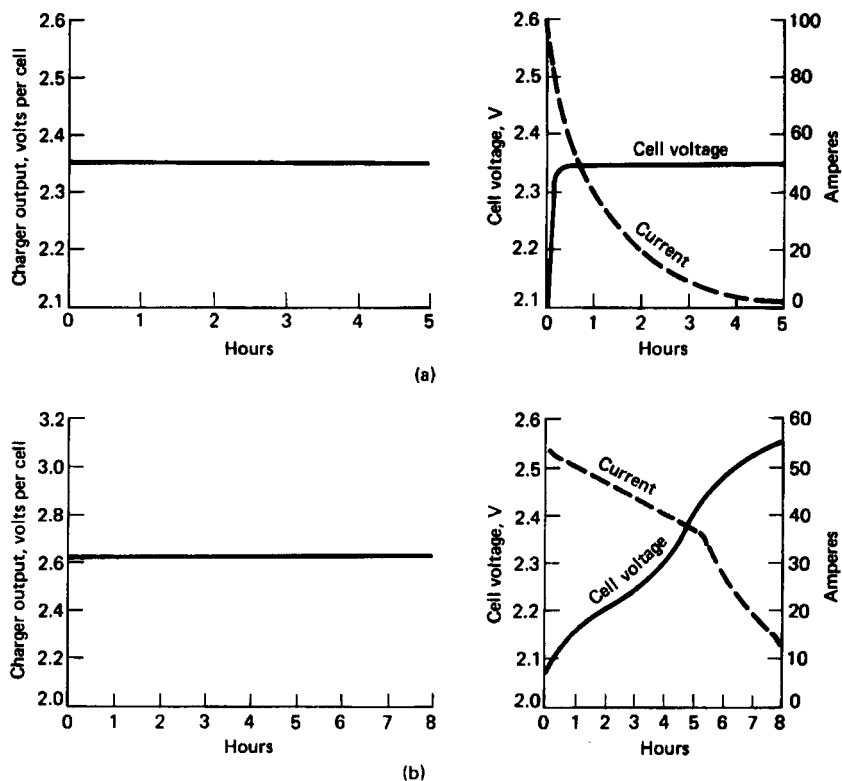 Charger output, volts per cell
2.6
2.5
2.4
2.3
2.2
2.1
0 1 2 3 4 5
Hours
Cell voltage, V
2.6
2.5
2.4
2.3
2.2
2.1
Cell voltage
Current
100
80
60
40
20
0
Amperes
0 1 2 3 4 5
Hours
(a)
Charger output, volts per cell
3.2
3.0
2.8
2.6
2.4
2.2
2.0
0 1 2 3 4 5 6 7 8
Hours
Cell voltage, V
2.6
2.5
2.4
2.3
2.2
2.1
2.0
Current
Cell voltage
60
50
40
30
20
10
0
Amperes
0 1 2 3 4 5 6 7 8
Hours
(b)